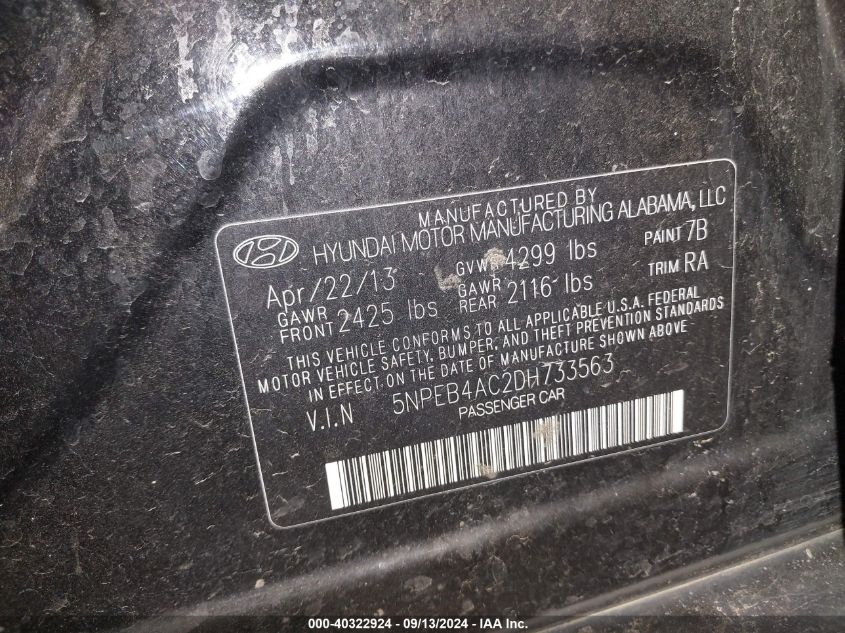 MANUFACTURED BY
HYUNDAI MOTOR MANUFACTURING ALABAMA, LLC
Apr/22/13 GVWR 4299 lbs PAINT 7B
GAWR FRONT 2425 lbs GAWR REAR 2116 lbs TRIM RA
THIS VEHICLE CONFORMS TO ALL APPLICABLE U.S.A. FEDERAL
MOTOR VEHICLE SAFETY, BUMPER, AND THEFT PREVENTION STANDARDS
IN EFFECT ON THE DATE OF MANUFACTURE SHOWN ABOVE
V.I.N 5NPEB4AC2DH733563
PASSENGER CAR
000-40322924 - 09/13/2024 - IAA Inc.